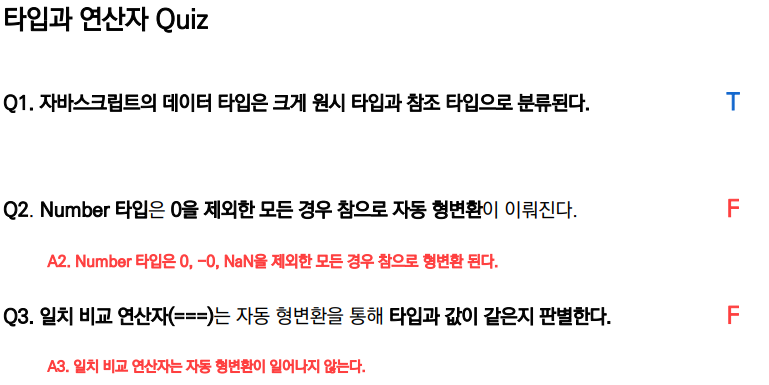 타입과 연산자 Quiz
Q1. 자바스크립트의 데이터 타입은 크게 원시 타입과 참조 타입으로 분류된다. T
Q2. Number 타입은 0을 제외한 모든 경우 참으로 자동 형변환이 이뤄진다. F
A2. Number 타입은 0, -0, NaN을 제외한 모든 경우 참으로 형변환 된다.
Q3. 일치 비교 연산자(===)는 자동 형변환을 통해 타입과 값이 같은지 판별한다. F
A3. 일치 비교 연산자는 자동 형변환이 일어나지 않는다.